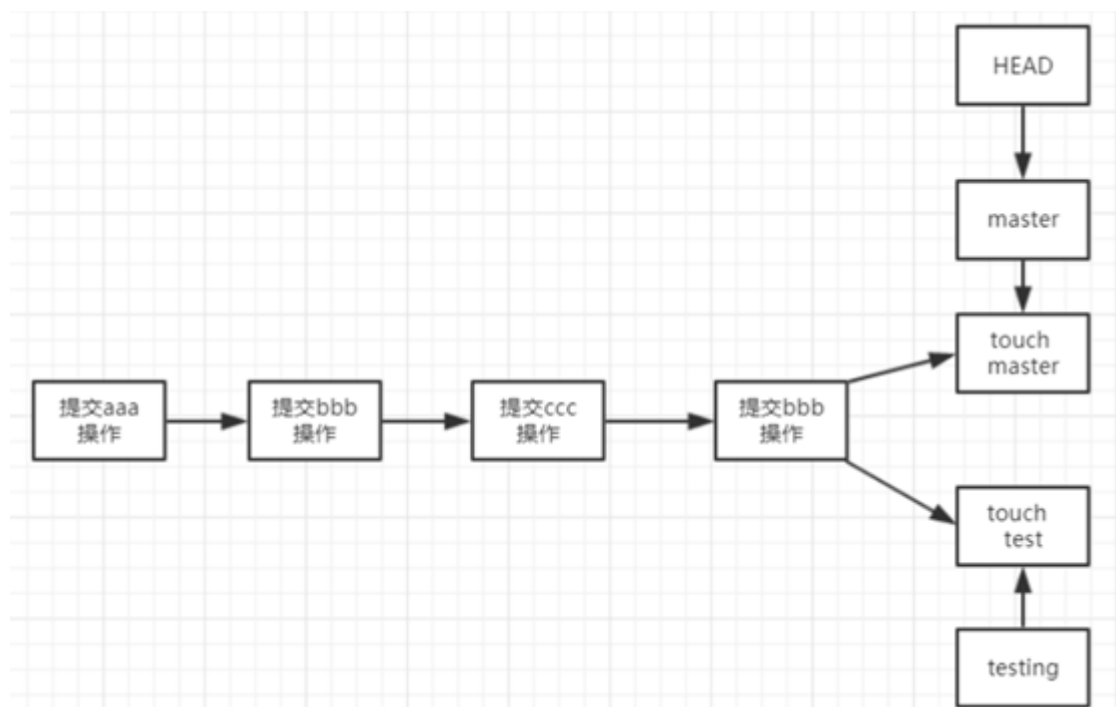 HEAD
master
touch
master
提交aaa
操作
提交bbb
操作
提交ccc
操作
提交bbb
操作
touch
test
testing